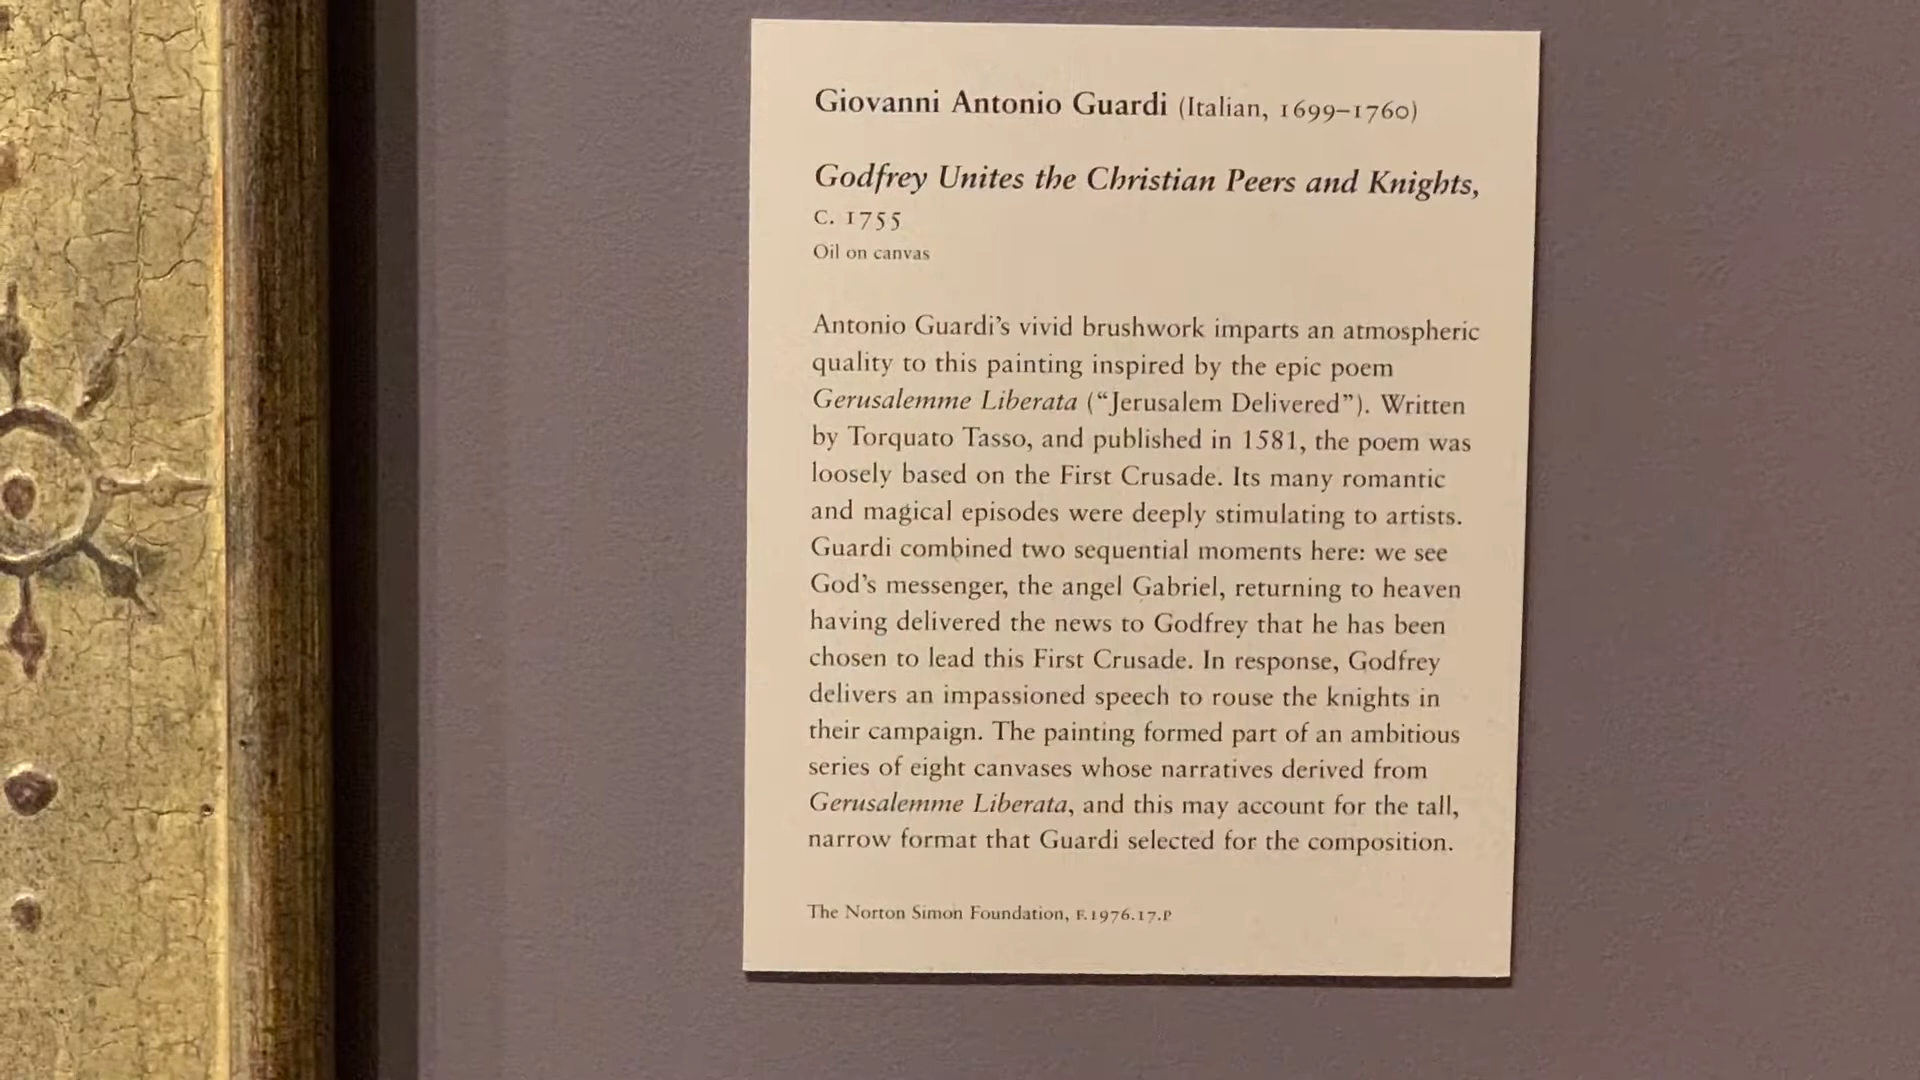 Giovanni Antonio Guardi (Italian, 1699–1760)
Godfrey Unites the Christian Peers and Knights,
c. 1755
Oil on canvas
Antonio Guardi’s vivid brushwork imparts an atmospheric
quality to this painting inspired by the epic poem
Gerusalemme Liberata (“Jerusalem Delivered”). Written
by Torquato Tasso, and published in 1581, the poem was
loosely based on the First Crusade. Its many romantic
and magical episodes were deeply stimulating to artists.
Guardi combined two sequential moments here: we see
God’s messenger, the angel Gabriel, returning to heaven
having delivered the news to Godfrey that he has been
chosen to lead this First Crusade. In response, Godfrey
delivers an impassioned speech to rouse the knights in
their campaign. The painting formed part of an ambitious
series of eight canvases whose narratives derived from
Gerusalemme Liberata, and this may account for the tall,
narrow format that Guardi selected for the composition.
The Norton Simon Foundation, F.1976.17.P